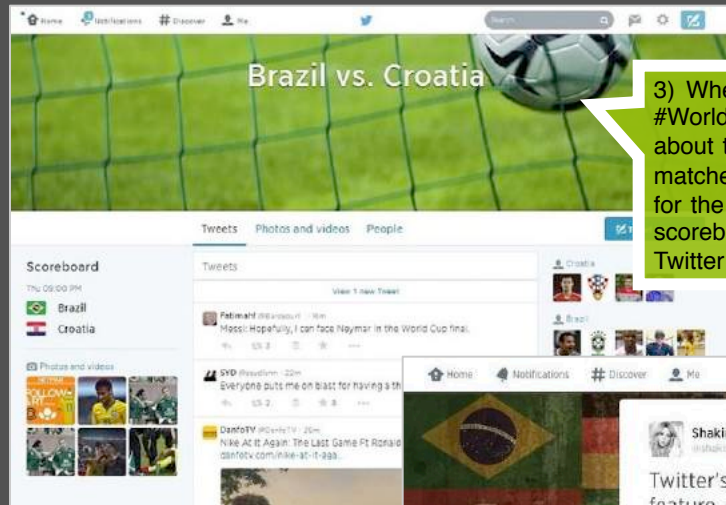 Home Notifications # Discover Me Search
Brazil vs. Croatia
3) Whe
#World
about t
matche
for the
scoreb
Twitter
Tweets Photos and videos People
Scoreboard
Thu 09:00 PM
Brazil
Croatia
Photos and videos
Tweets
View 1 new Tweet
Messi: Hopefully, I can face Neymar in the World Cup final.
SYD
Everyone puts me on blast for having a th
DanfoTV @DanfoTV
Nike At It Again: The Last Game Ft Ronald
danfotv.com/nike-at-it-aga...
Croatia
Brazil
Home Notifications # Discover Me
Shaki
@shaki
Twitter's
feature